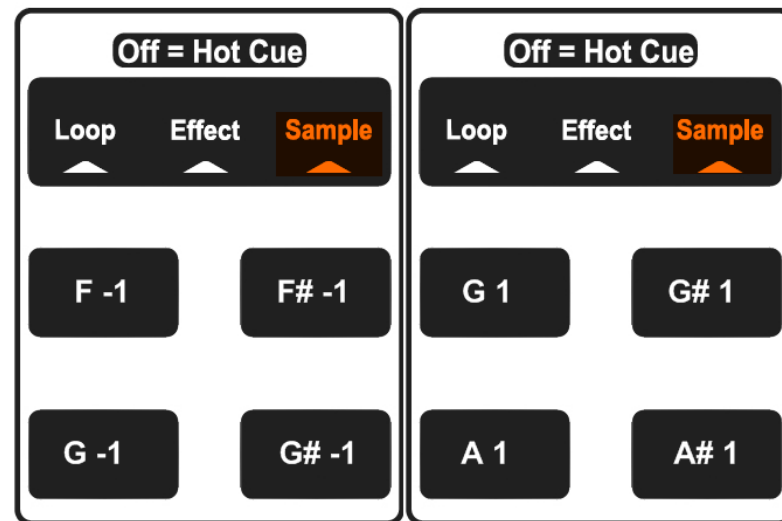 Off = Hot Cue
Loop Effect Sample
F -1 F# -1
G -1 G# -1
Off = Hot Cue
Loop Effect Sample
G 1 G# 1
A 1 A# 1